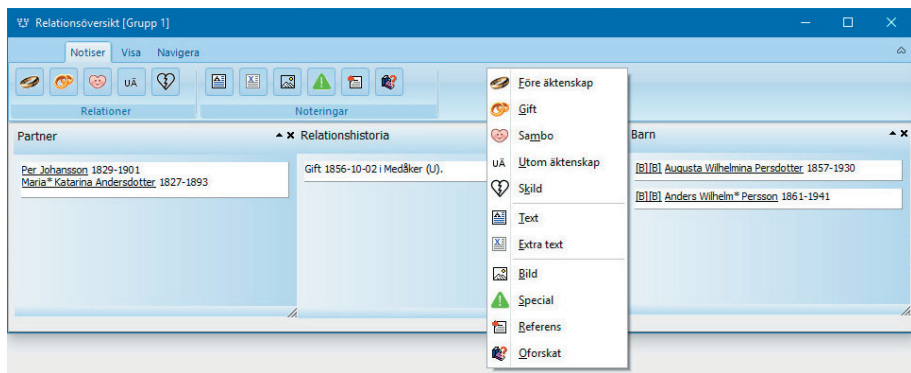 Relationsöversikt [Grupp 1]
Notiser Visa Navigera
UÄ
Relationer Noteringar
Partner
Per Johansson 1829-1901
Maria* Katarina Andersdotter 1827-1893
Relationshistoria
Gift 1856-10-02 i Medåker (U).
Före äktenskap
Gift
Sambo
UÄ Utom äktenskap
Skild
Text
Extra text
Bild
Special
Referens
Oforskat
Barn
[B][B] Augusta Wilhelmina Persdotter 1857-1930
[B][B] Anders Wilhelm* Persson 1861-1941